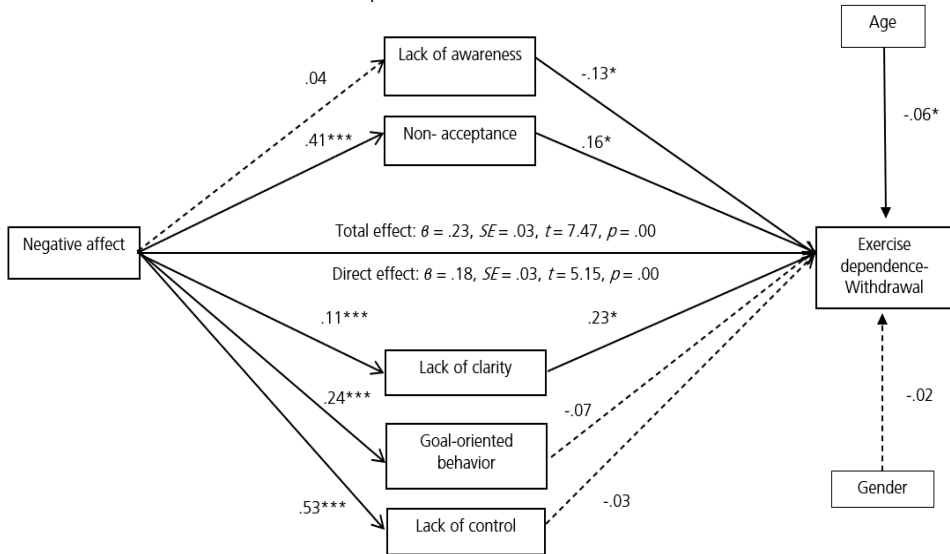 Age
Lack of awareness
.04
-.13*
-.06*
.41***
Non- acceptance
.16*
Negative affect
Total effect: в = .23, SE = .03, t = 7.47, p = .00
Exercise
dependence-
Withdrawal
Direct effect: в = .18, SE = .03, t = 5.15, p = .00
.11***
.23*
Lack of clarity
.24***
-.07
-.02
Goal-oriented
behavior
.53***
-.03
Gender
Lack of control